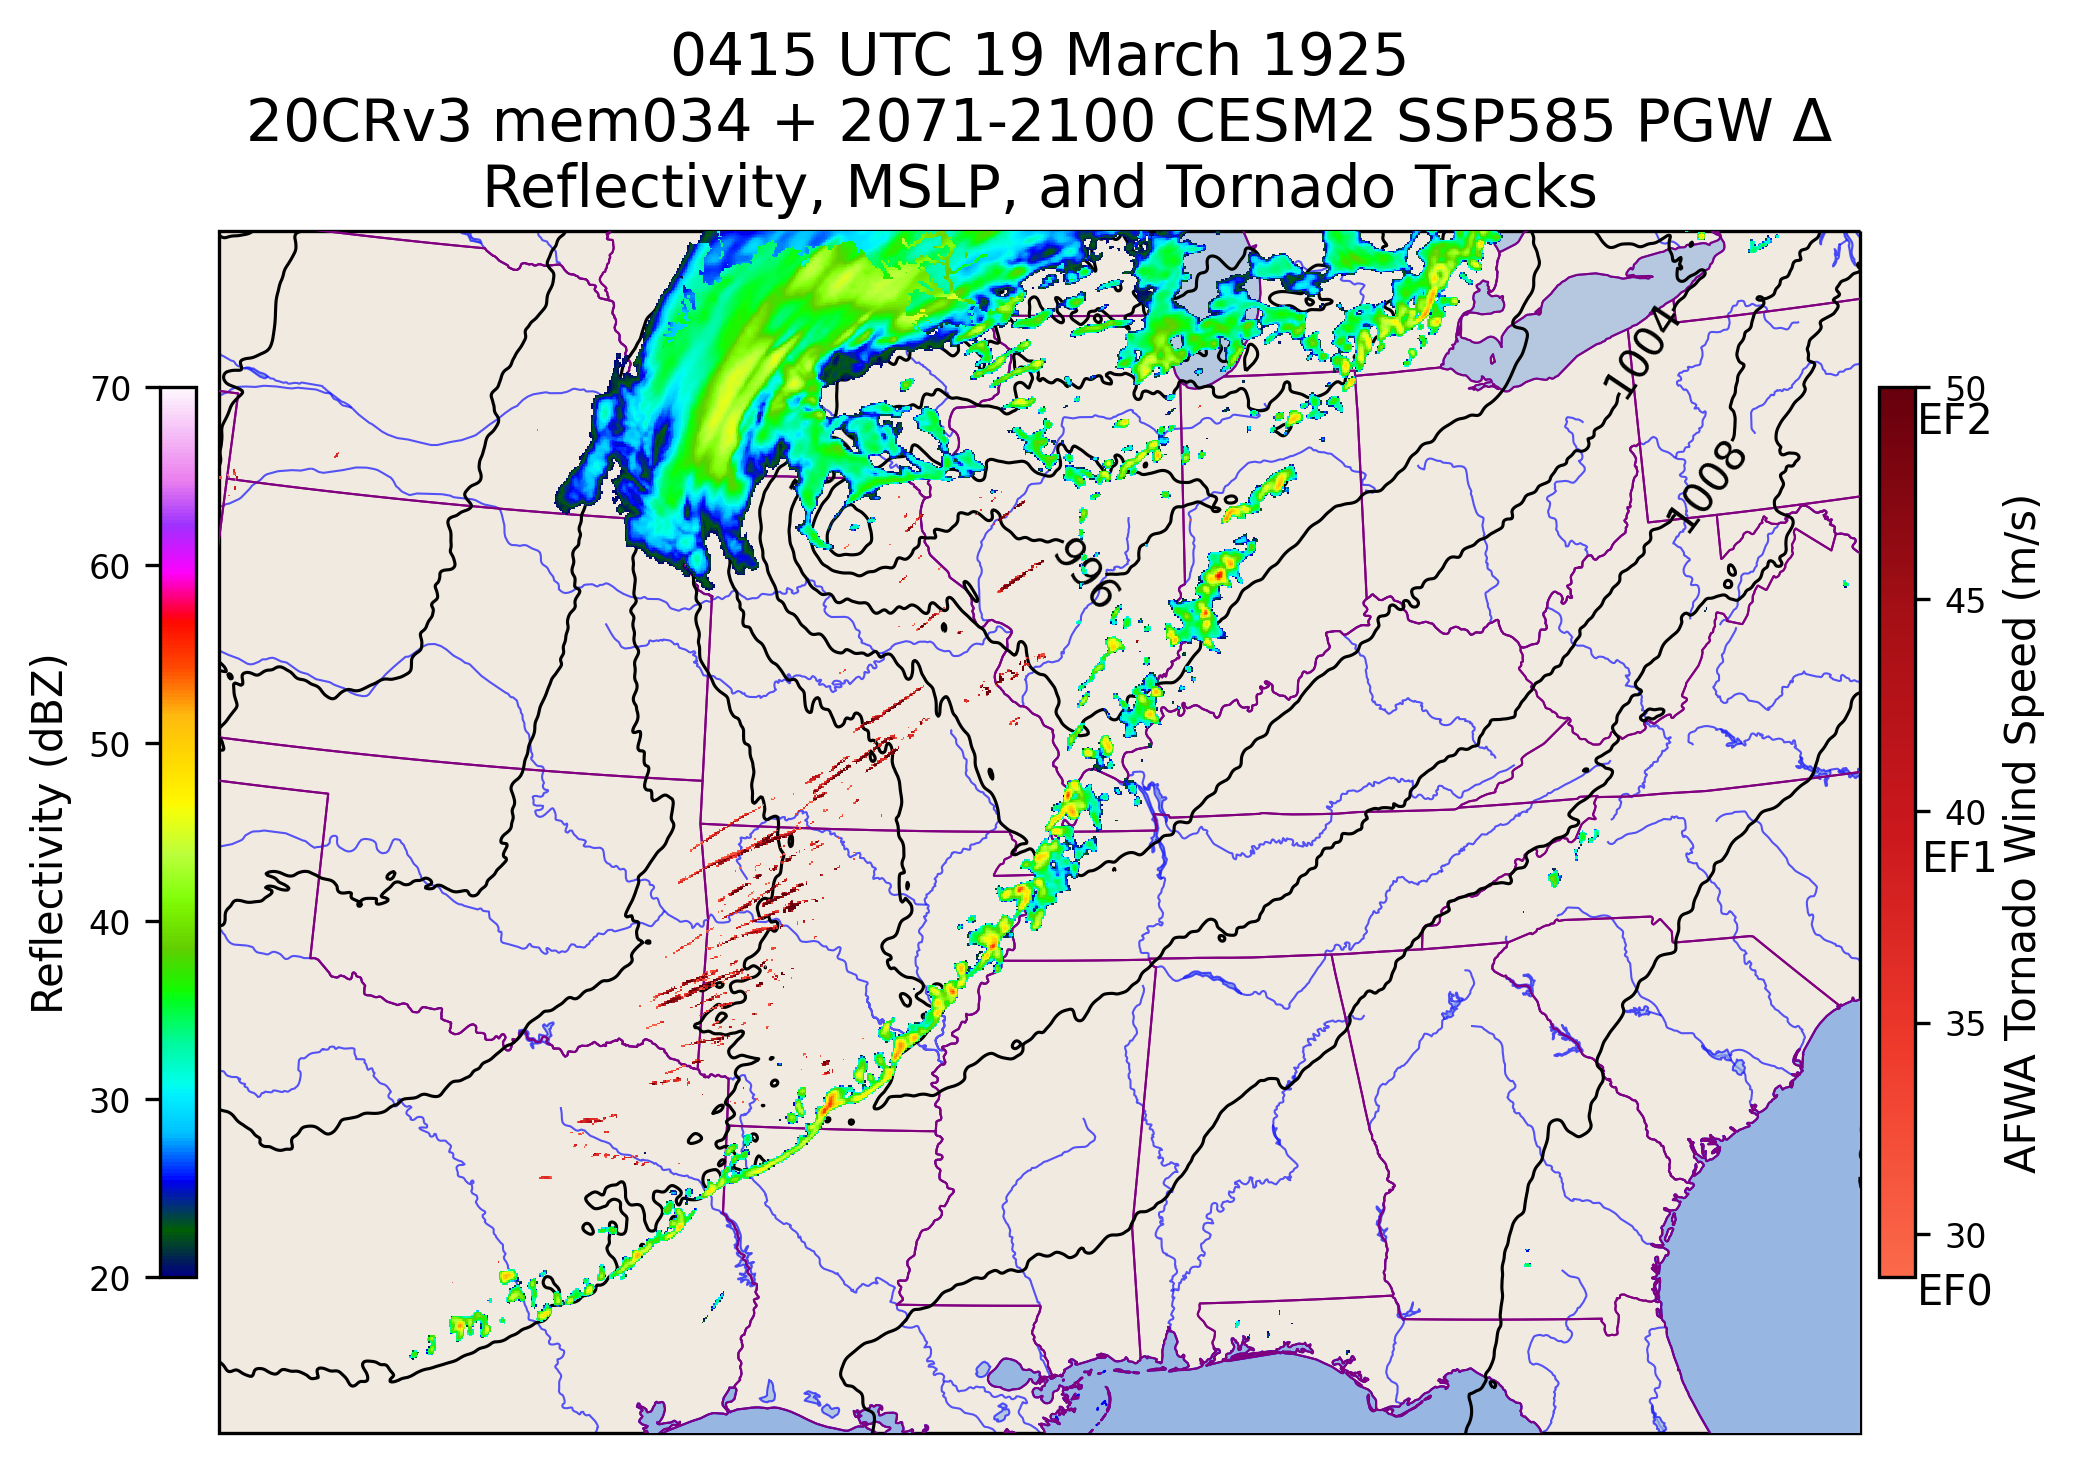 0415 UTC 19 March 1925
20CRv3 mem034 + 2071-2100 CESM2 SSP585 PGW Δ
Reflectivity, MSLP, and Tornado Tracks
70
60
50
40
30
20
Reflectivity (dBZ)
1004
1008
996
50
EF2
45
40
EF1
35
30
EF0
AFWA Tornado Wind Speed (m/s)